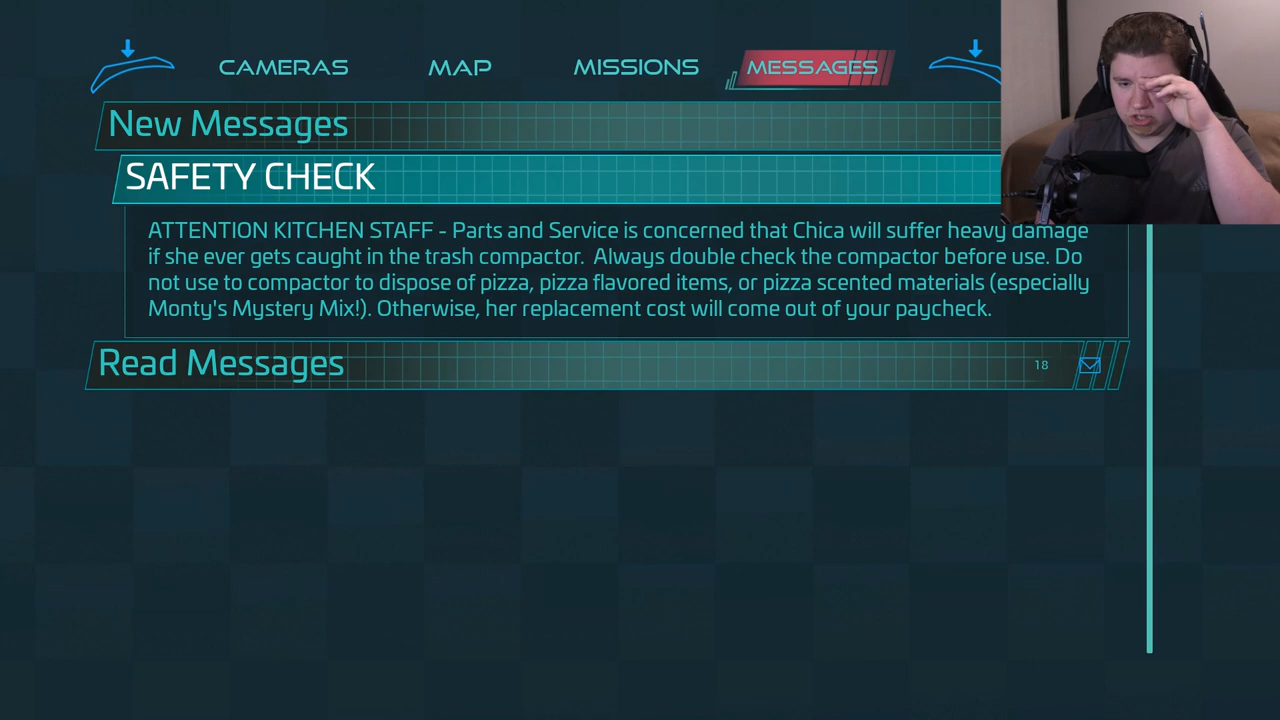 CAMERAS MAP MISSIONS MESSAGES
New Messages
SAFETY CHECK
ATTENTION KITCHEN STAFF - Parts and Service is concerned that Chica will suffer heavy damage
if she ever gets caught in the trash compactor. Always double check the compactor before use. Do
not use to compactor to dispose of pizza, pizza flavored items, or pizza scented materials (especially
Monty's Mystery Mix!). Otherwise, her replacement cost will come out of your paycheck.
Read Messages 18